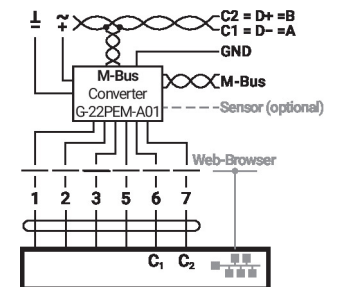 ⊥ ~
+
C2 = D+ =B
C1 = D− =A
GND
M-Bus
Converter
G-22PEM-A01
M-Bus
Sensor (optional)
Web-Browser
1 2 3 5 6 7
C₁ C₂